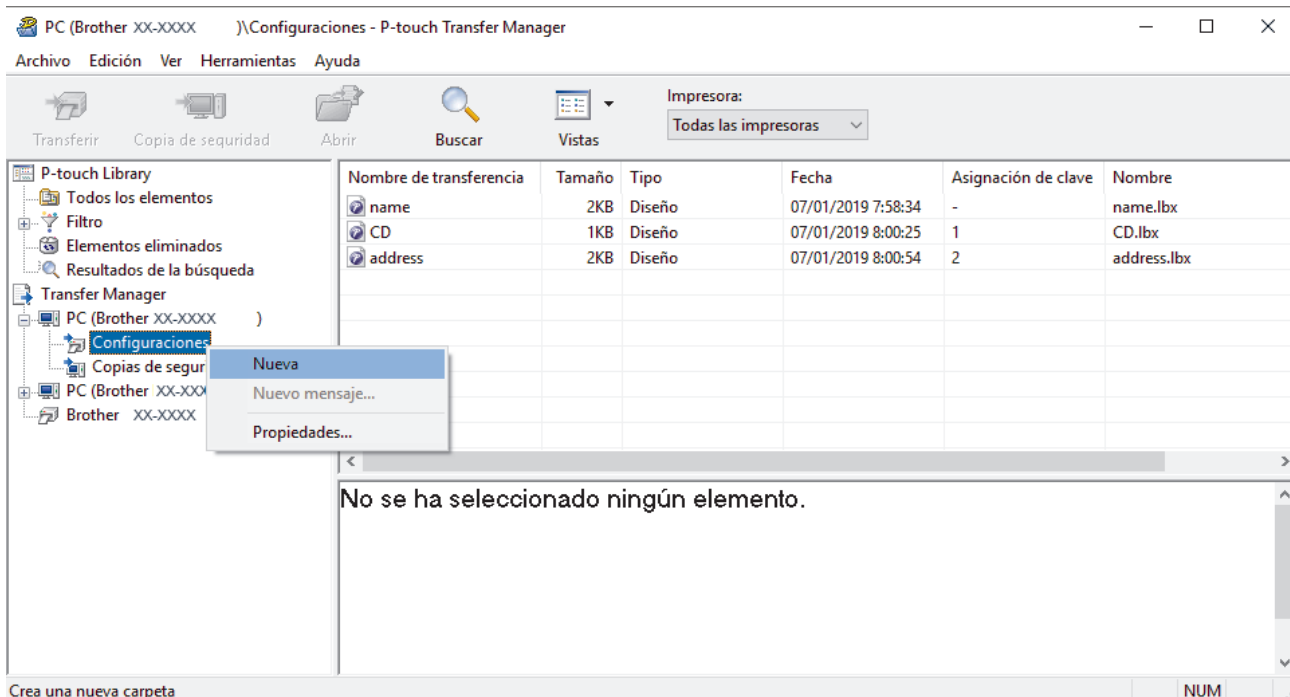 PC (Brother XX-XXXX )\Configuraciones - P-touch Transfer Manager
Archivo Edición Ver Herramientas Ayuda
Impresora:
Todas las impresoras
Transferir Copia de seguridad Abrir Buscar Vistas
P-touch Library
Todos los elementos
Filtro
Elementos eliminados
Resultados de la búsqueda
Transfer Manager
PC (Brother XX-XXXX )
Configuraciones
Copias de segur
PC (Brother XX-XXX
Brother XX-XXXX
Nueva
Nuevo mensaje...
Propiedades...
Nombre de transferencia Tamaño Tipo Fecha Asignación de clave Nombre
name 2KB Diseño 07/01/2019 7:58:34 - name.lbx
CD 1KB Diseño 07/01/2019 8:00:25 1 CD.lbx
address 2KB Diseño 07/01/2019 8:00:54 2 address.lbx
No se ha seleccionado ningún elemento.
Crea una nueva carpeta NUM